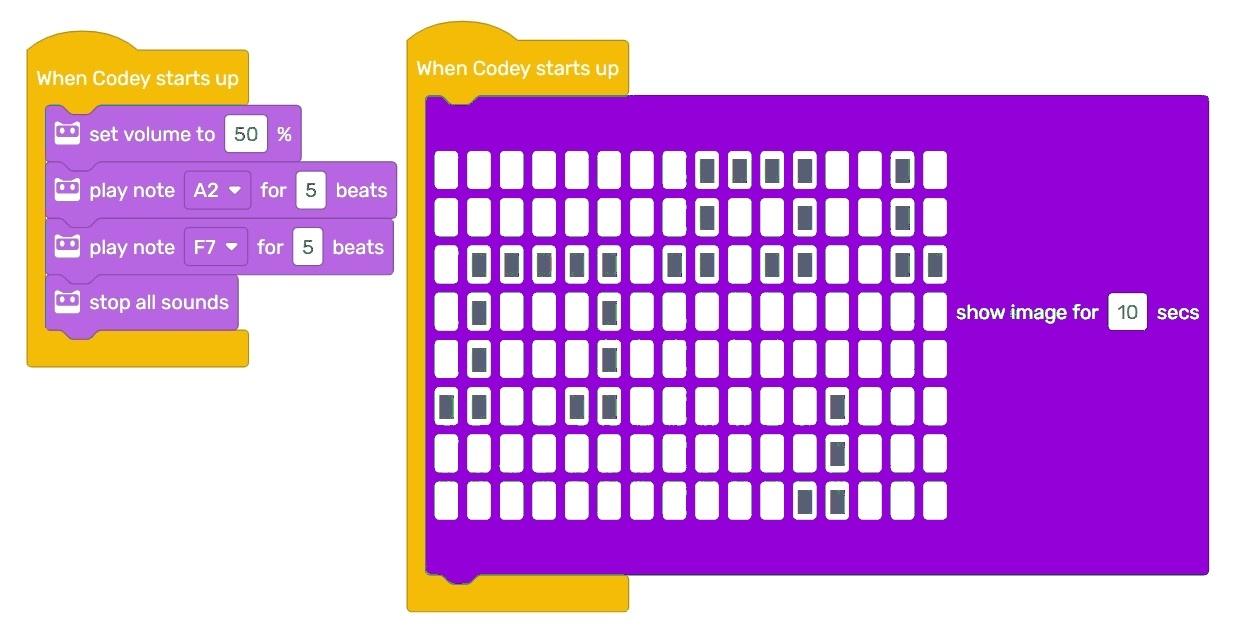 When Codey starts up
set volume to 50 %
play note A2 for 5 beats
play note F7 for 5 beats
stop all sounds
When Codey starts up
show image for 10 secs